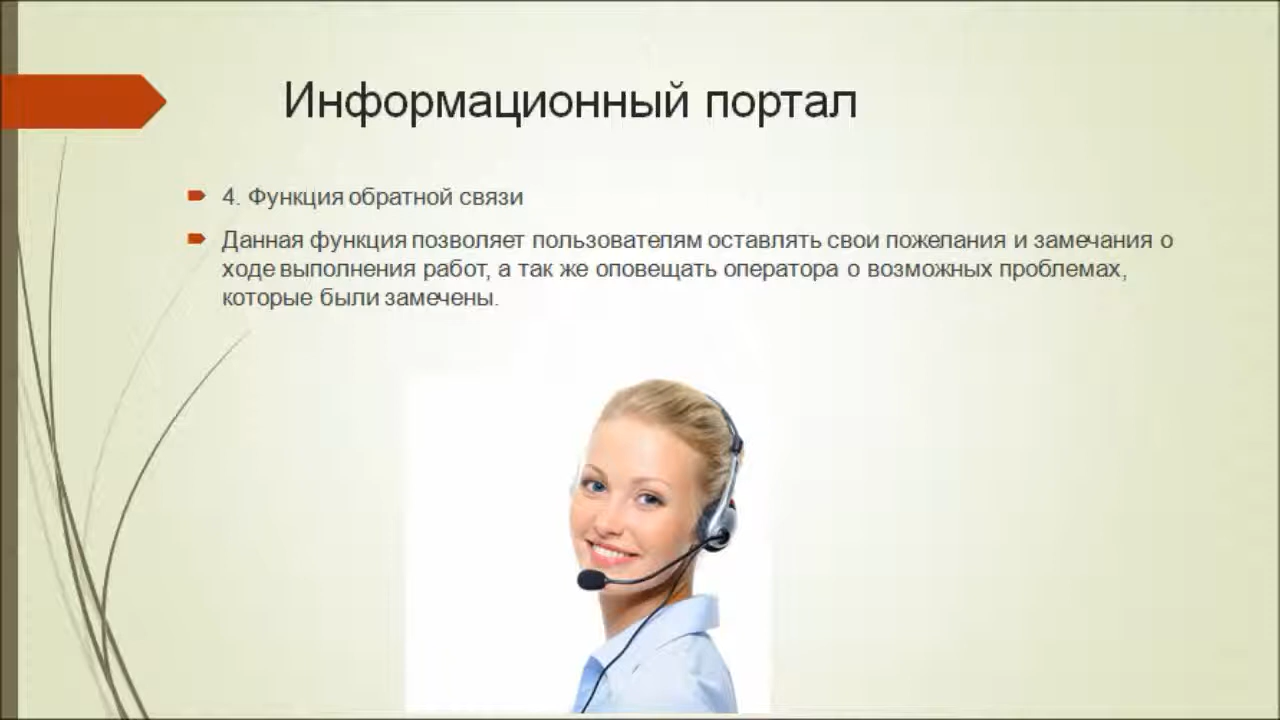 Информационный портал
4. Функция обратной связи
Данная функция позволяет пользователям оставлять свои пожелания и замечания о
ходе выполнения работ, а так же оповещать оператора о возможных проблемах,
которые были замечены.